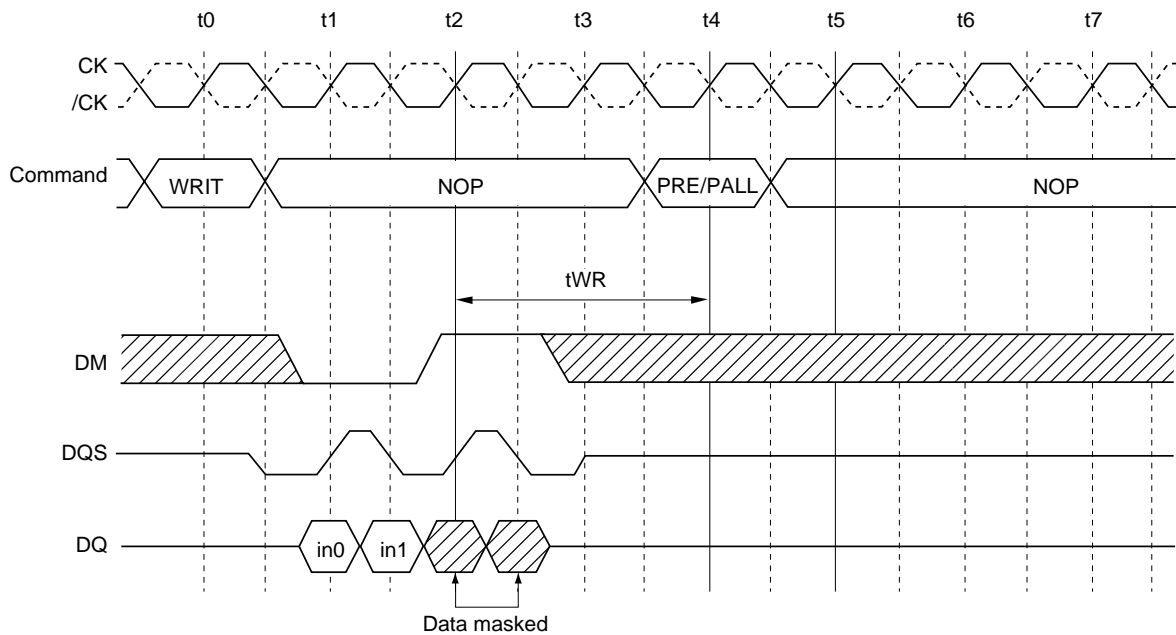 t0 t1 t2 t3 t4 t5 t6 t7
CK
/CK
Command WRIT NOP PRE/PALL NOP
tWR
DM
DQS
DQ in0 in1
Data masked